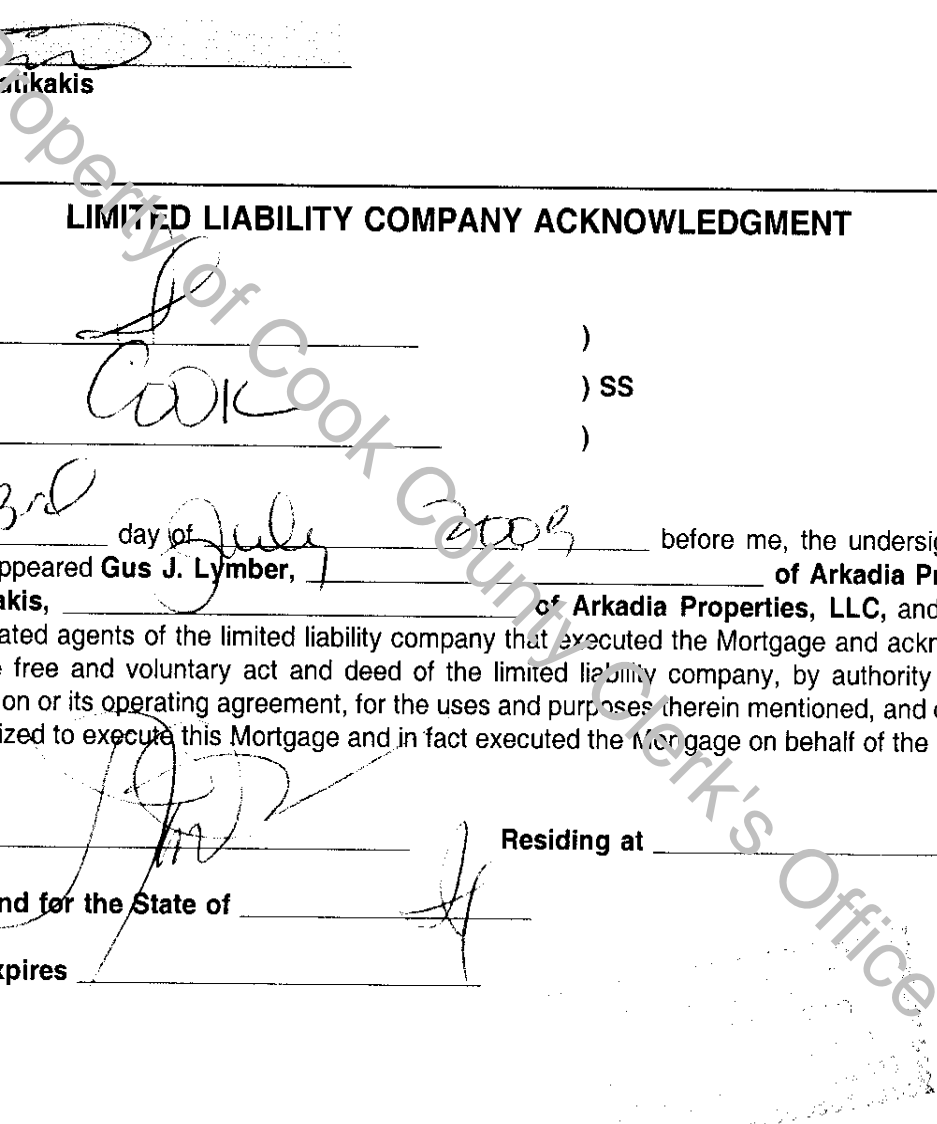 atikakis
LIMITED LIABILITY COMPANY ACKNOWLEDGMENT
)
Cook ) SS
)
3rd day of July 2003 before me, the undersig
ppeared Gus J. Lymber, of Arkadia Pr
akis, of Arkadia Properties, LLC, and
ated agents of the limited liability company that executed the Mortgage and ackn
e free and voluntary act and deed of the limited liability company, by authority
on or its operating agreement, for the uses and purposes therein mentioned, and o
ized to execute this Mortgage and in fact executed the Mortgage on behalf of the
Residing at
nd for the State of
xpires
Property of Cook County Clerk's Office